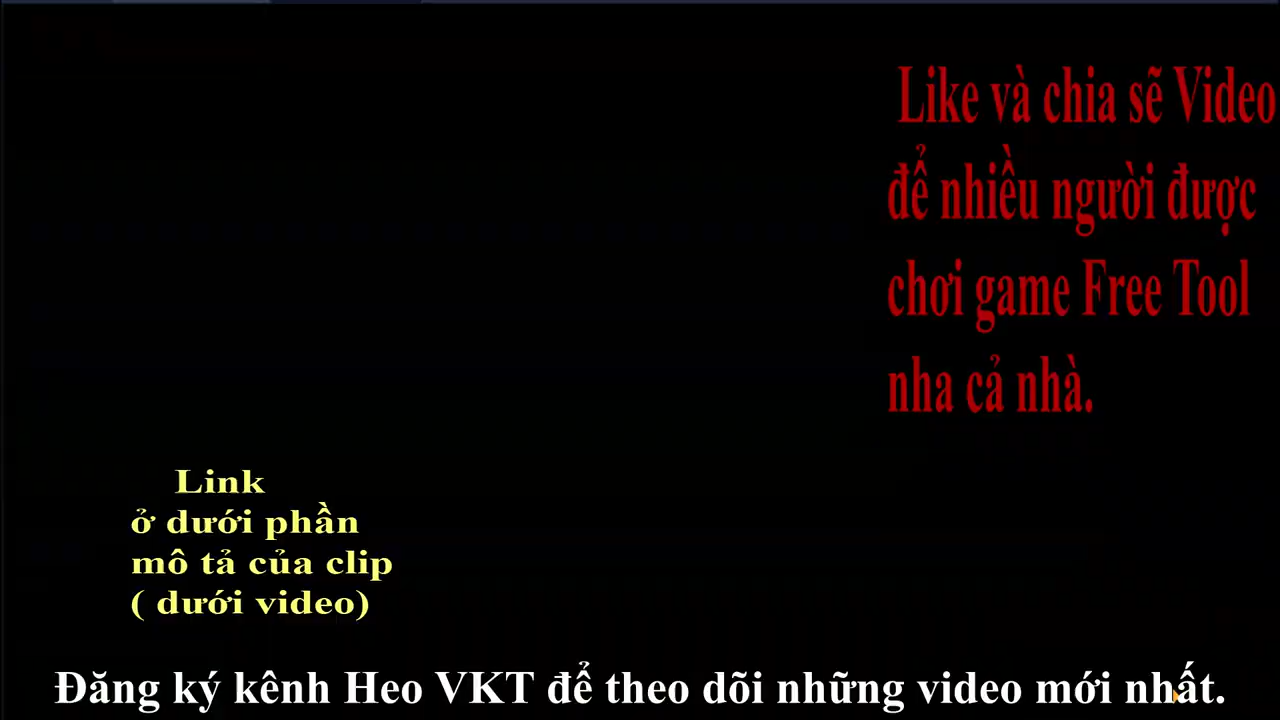 Like và chia sẽ Video
để nhiều người được
chơi game Free Tool
nha cả nhà.
Link
ở dưới phần
mô tả của clip
( dưới video)
Đăng ký kênh Heo VKT để theo dõi những video mới nhất.